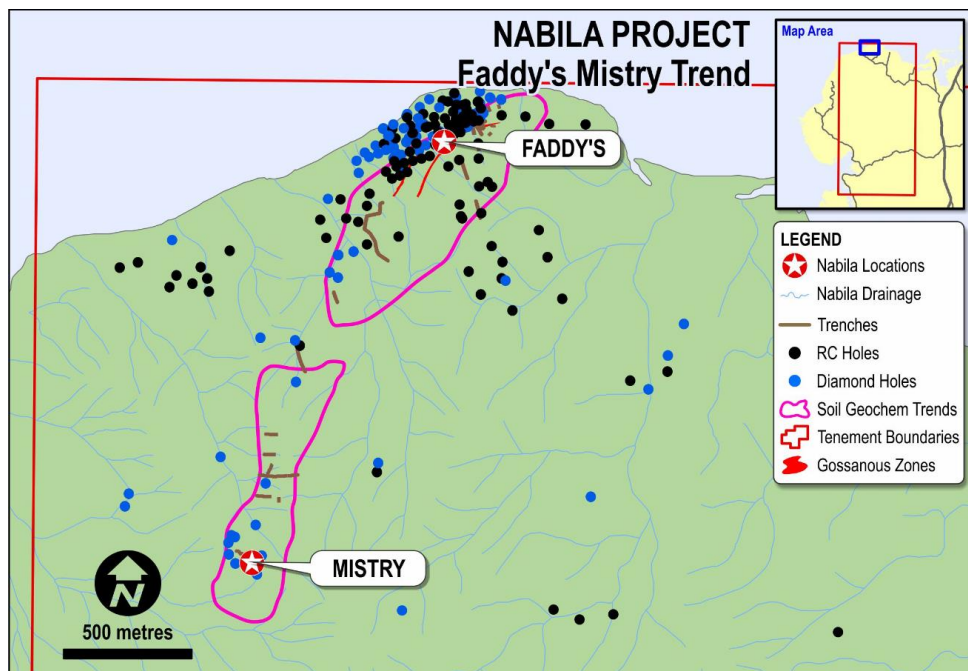 NABILA PROJECT
Faddy's Mistry Trend
Map Area
FADDY'S
LEGEND
Nabila Locations
Nabila Drainage
Trenches
RC Holes
Diamond Holes
Soil Geochem Trends
Tenement Boundaries
Gossanous Zones
MISTRY
N
500 metres